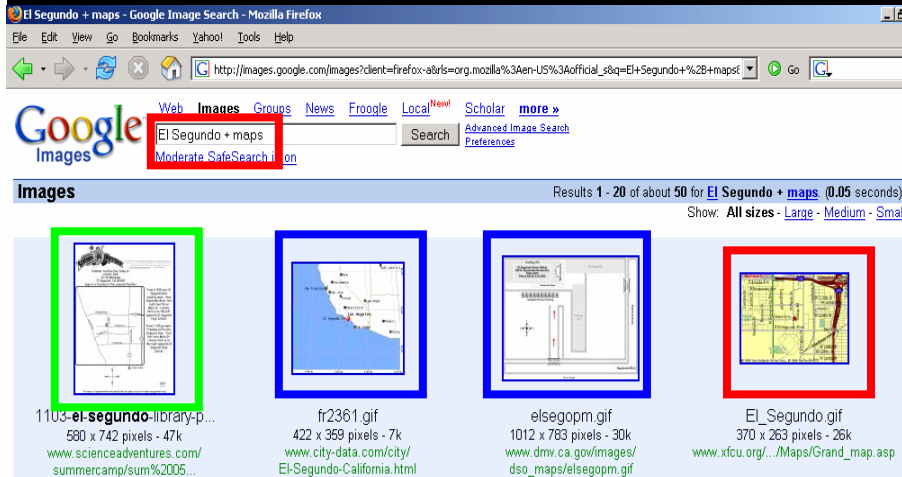 El Segundo + maps - Google Image Search - Mozilla Firefox
File Edit View Go Bookmarks Yahoo! Tools Help
http://images.google.com/images?client=firefox-a&rls=org.mozilla%3Aen-US%3Aofficial_s&q=El+Segundo+%2B+maps& Go
Web Images Groups News Froogle Local New! Scholar more »
Google
Images
El Segundo + maps Search Advanced Image Search
Preferences
Moderate SafeSearch is on
Images Results 1 - 20 of about 50 for El Segundo + maps. (0.05 seconds)
Show: All sizes - Large - Medium - Smal
1103-el-segundo-library-p... fr2361.gif elsegopm.gif El_Segundo.gif
580 x 742 pixels - 47k 422 x 359 pixels - 7k 1012 x 783 pixels - 30k 370 x 263 pixels - 26k
www.scienceadventures.com/ www.city-data.com/city/ www.dmv.ca.gov/images/ www.xfcu.org/.../Maps/Grand_map.asp
summercamp/sum%2005... El-Segundo-California.html dso_maps/elsegopm.gif